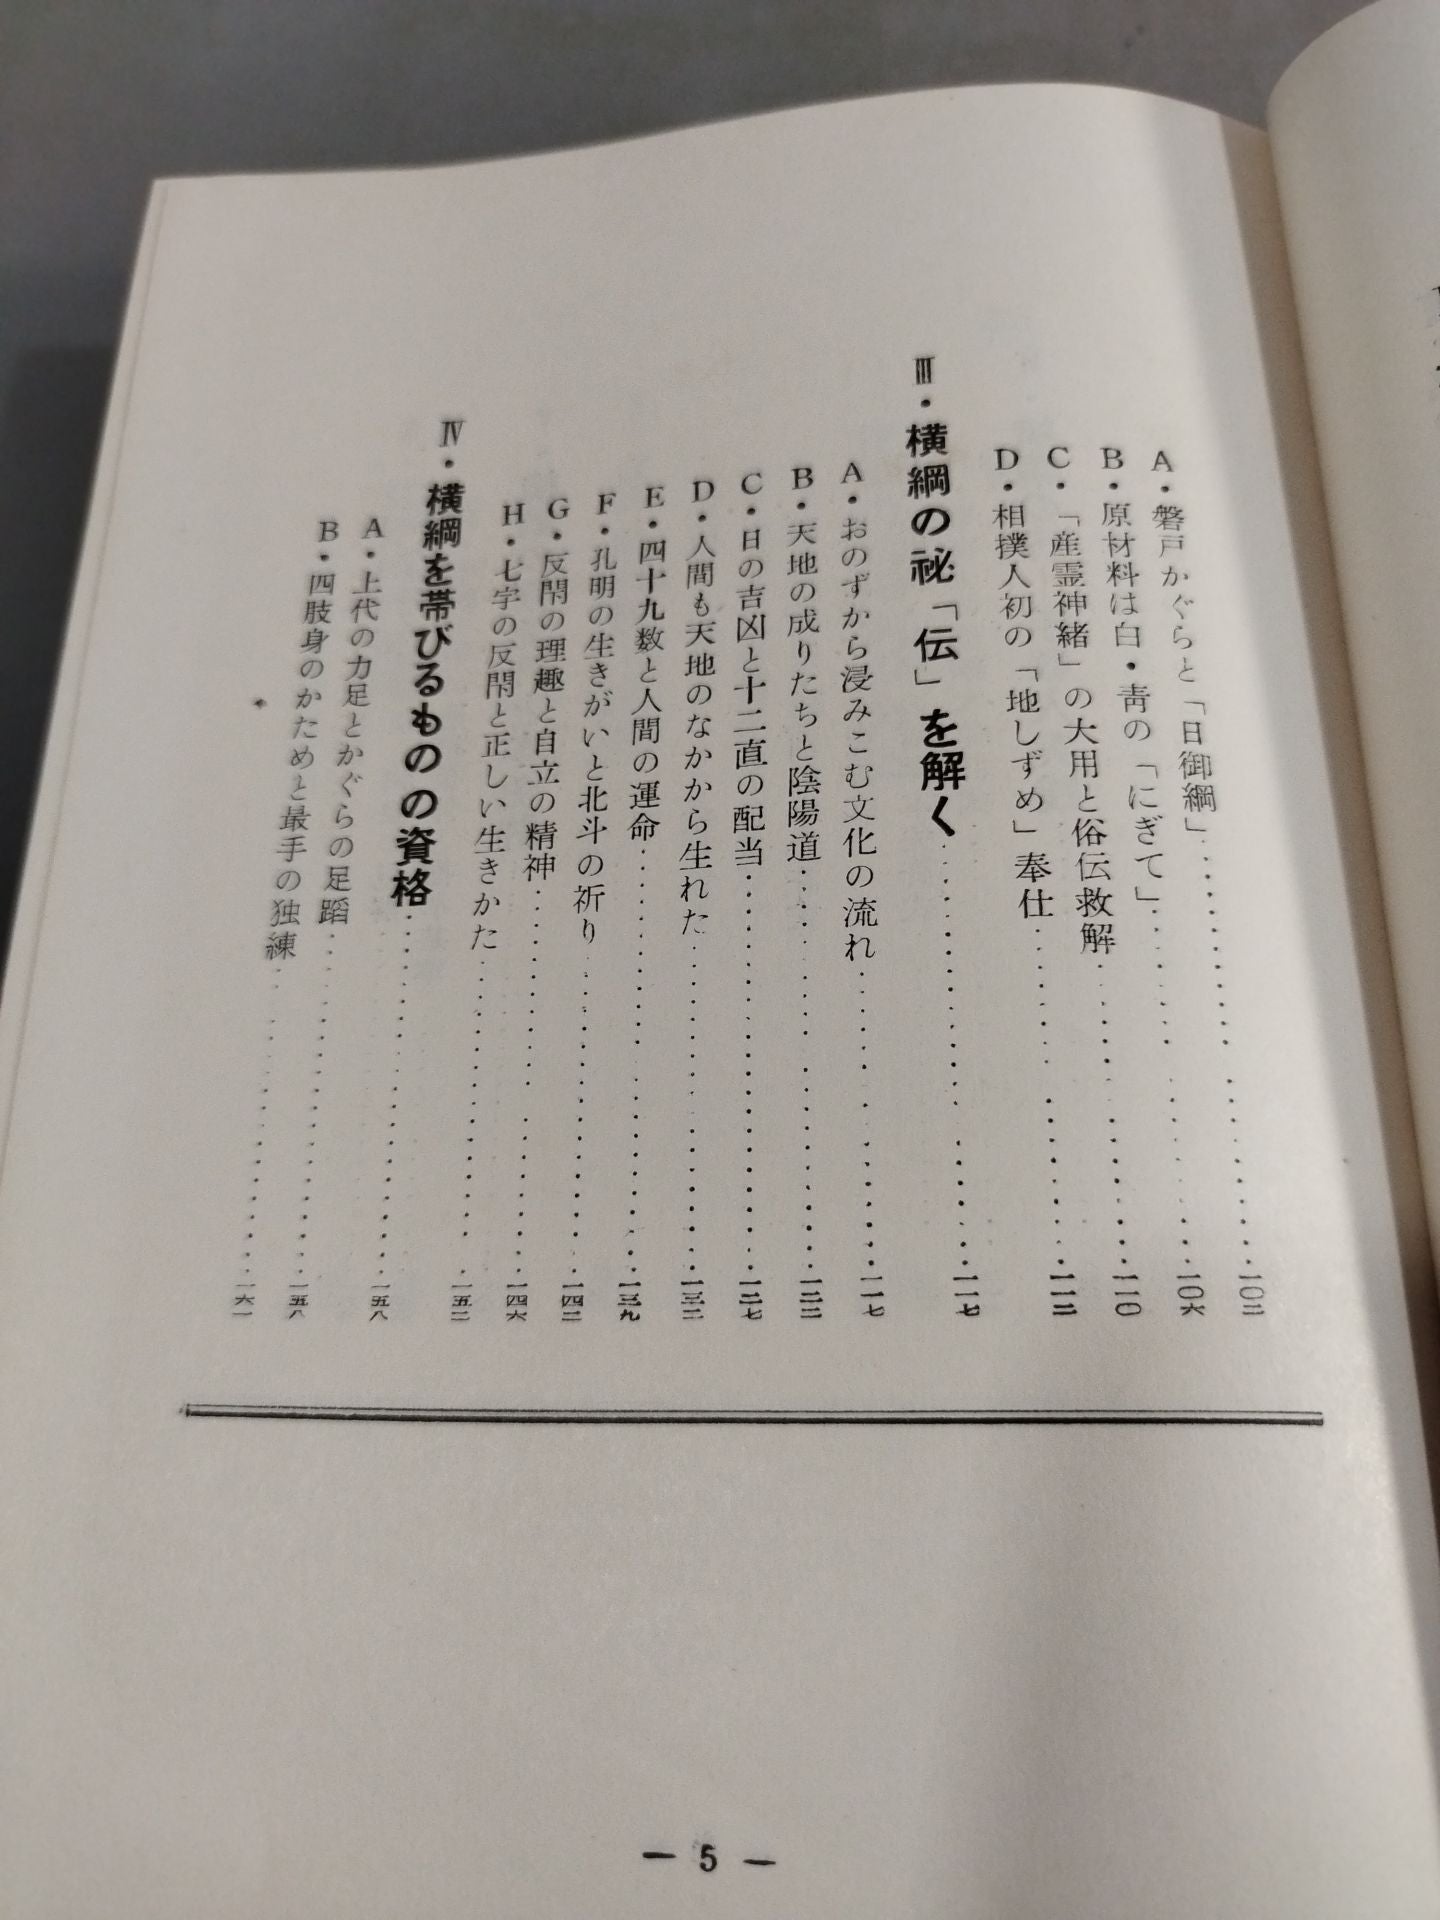 A・磐戸かぐらと「日御綱」……………………一〇二
B・原材料は白・靑の「にぎて」……………………一〇六
C・「産霊神緒」の大用と俗伝救解……………………一一〇
D・相撲人初の「地しずめ」奉仕……………………一一二
Ⅲ・横綱の祕「伝」を解く……………………一一七
A・おのずから浸みこむ文化の流れ……………………一一七
B・天地の成りたちと陰陽道……………………一二二
C・日の吉凶と十二直の配当……………………一二七
D・人間も天地のなかから生れた……………………一三二
E・四十九数と人間の運命……………………一三九
F・孔明の生きがいと北斗の祈り……………………一四二
G・反閇の理趣と自立の精神……………………一四六
H・七字の反閇と正しい生きかた……………………一五二
Ⅳ・横綱を帯びるものの資格……………………一五八
A・上代の力足とかぐらの足蹈……………………一五八
B・四肢身のかためと最手の独練……………………一六一
— 5 —